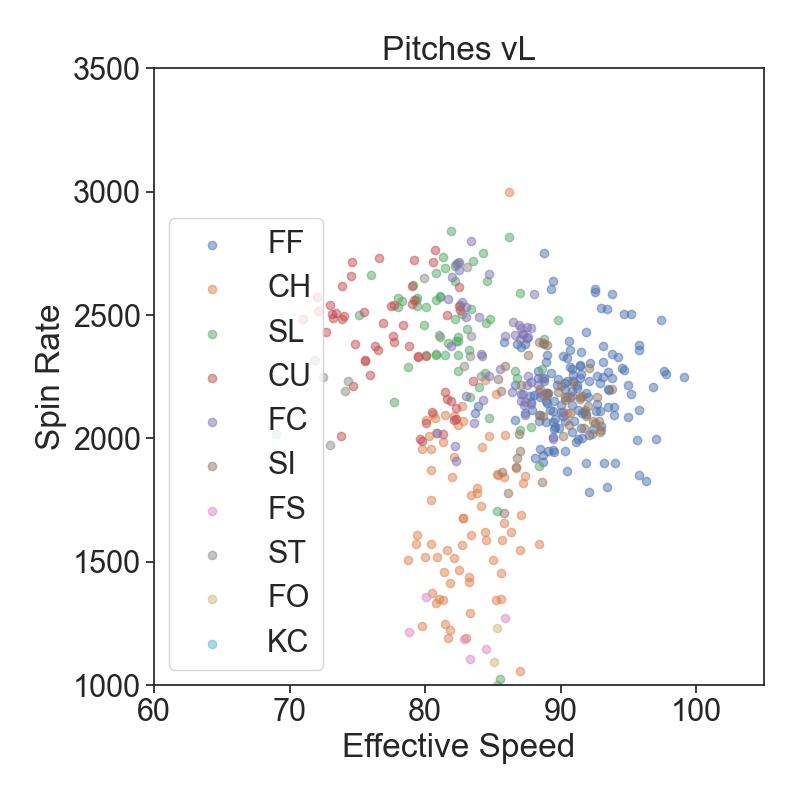 Pitches vL
3500
3000
2500
2000
1500
1000
Spin Rate
FF
CH
SL
CU
FC
SI
FS
ST
FO
KC
60 70 80 90 100
Effective Speed